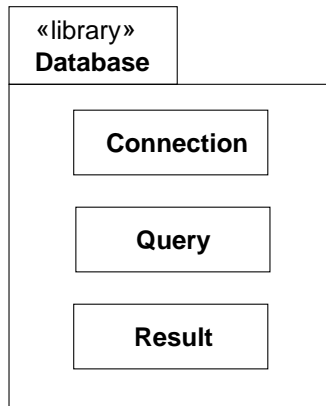 «library»
Database
Connection
Query
Result